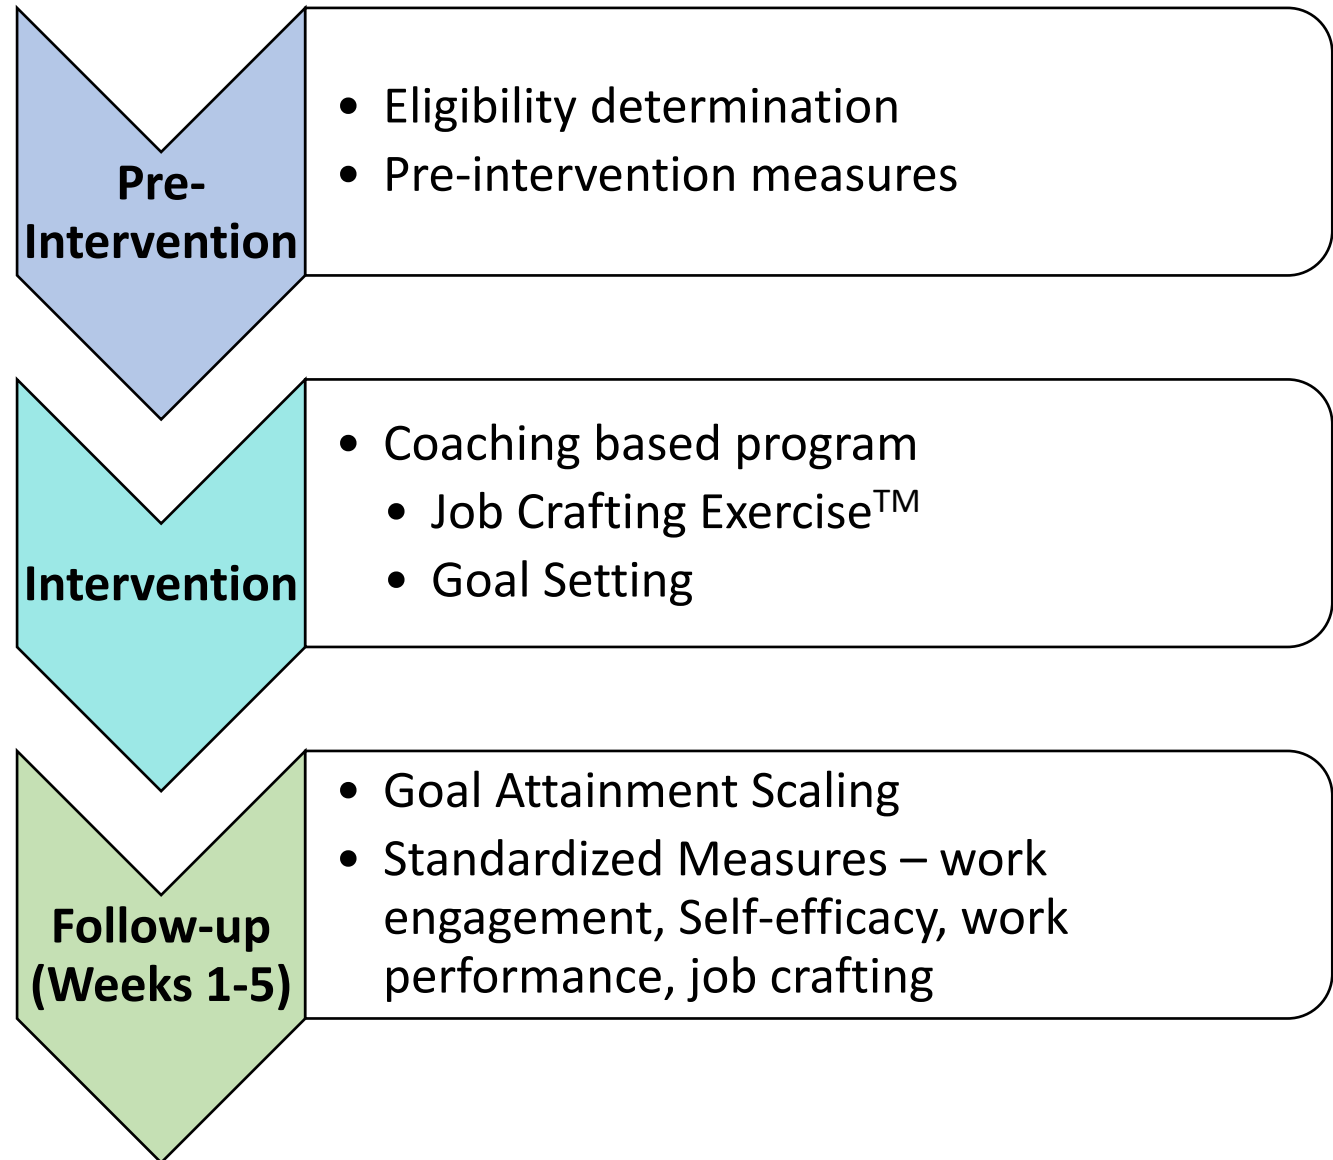 Pre-
Intervention
• Eligibility determination
• Pre-intervention measures
Intervention
• Coaching based program
• Job Crafting Exercise™
• Goal Setting
Follow-up
(Weeks 1-5)
• Goal Attainment Scaling
• Standardized Measures – work
engagement, Self-efficacy, work
performance, job crafting